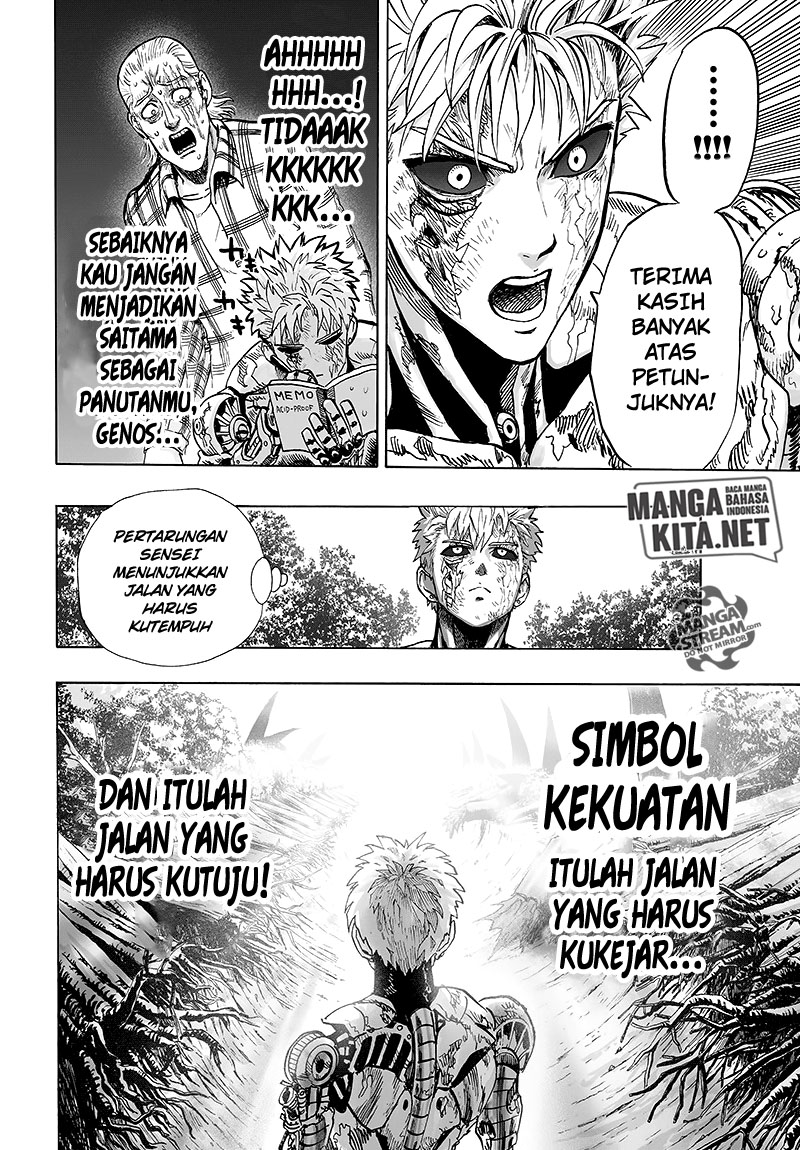 ......
!!!!
TERIMA
KASIH
BANYAK
ATAS
PETUN-
JUKNYA!
AHHHHH
HHH...!
TIDAAAK
KKKKKK
KKK...
SEBAIKNYA
KAU JANGAN
MENJADIKAN
SAITAMA
SEBAGAI
PANUTANMU,
GENOS...
MEMO
ACID-PROOF
MANGA
KITA.NET
BACA MANGA
BAHASA
INDONESIA
PERTARUNGAN
SENSEI
MENUNJUKKAN
JALAN YANG
HARUS
KUTEMPUH
MANGA
STREAM.com
DO NOT MIRROR
SIMBOL
KEKUATAN
ITULAH JALAN
YANG HARUS
KUKEJAR...
DAN ITULAH
JALAN YANG
HARUS KUTUJU!